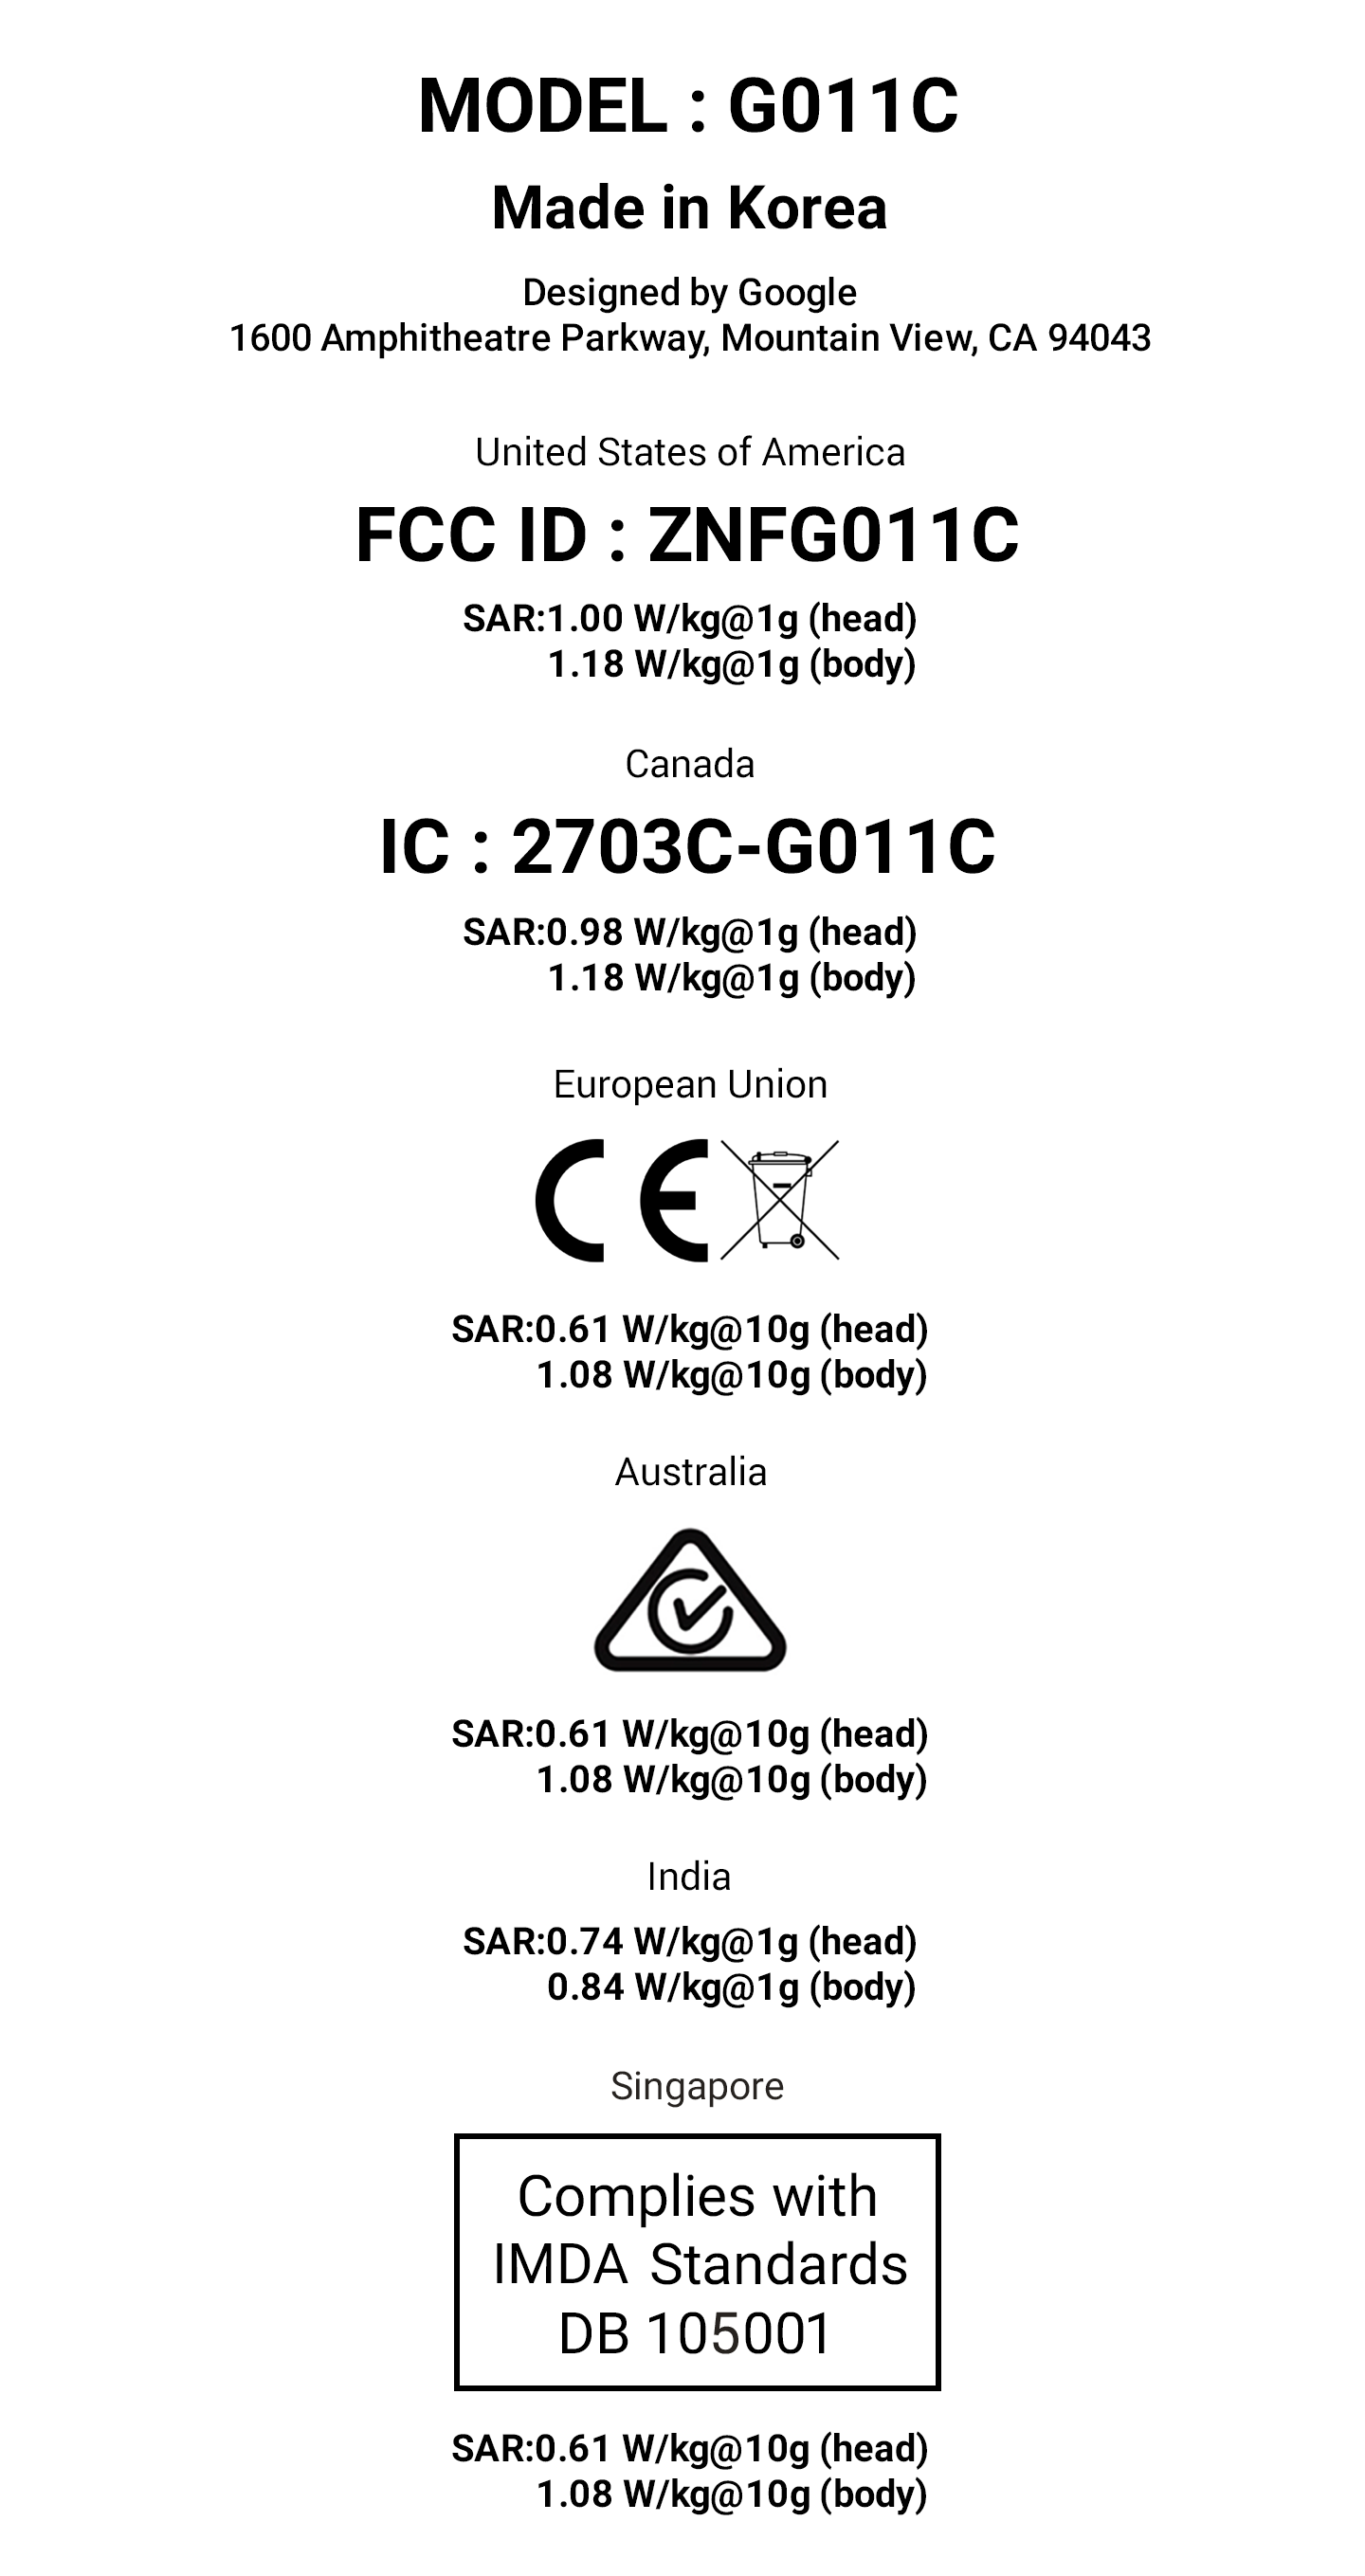 MODEL : G011C
Made in Korea
Designed by Google
1600 Amphitheatre Parkway, Mountain View, CA 94043
United States of America
FCC ID : ZNFG011C
SAR:1.00 W/kg@1g (head)
1.18 W/kg@1g (body)
Canada
IC : 2703C-G011C
SAR:0.98 W/kg@1g (head)
1.18 W/kg@1g (body)
European Union
CE
SAR:0.61 W/kg@10g (head)
1.08 W/kg@10g (body)
Australia
SAR:0.61 W/kg@10g (head)
1.08 W/kg@10g (body)
India
SAR:0.74 W/kg@1g (head)
0.84 W/kg@1g (body)
Singapore
Complies with
IMDA Standards
DB 105001
SAR:0.61 W/kg@10g (head)
1.08 W/kg@10g (body)